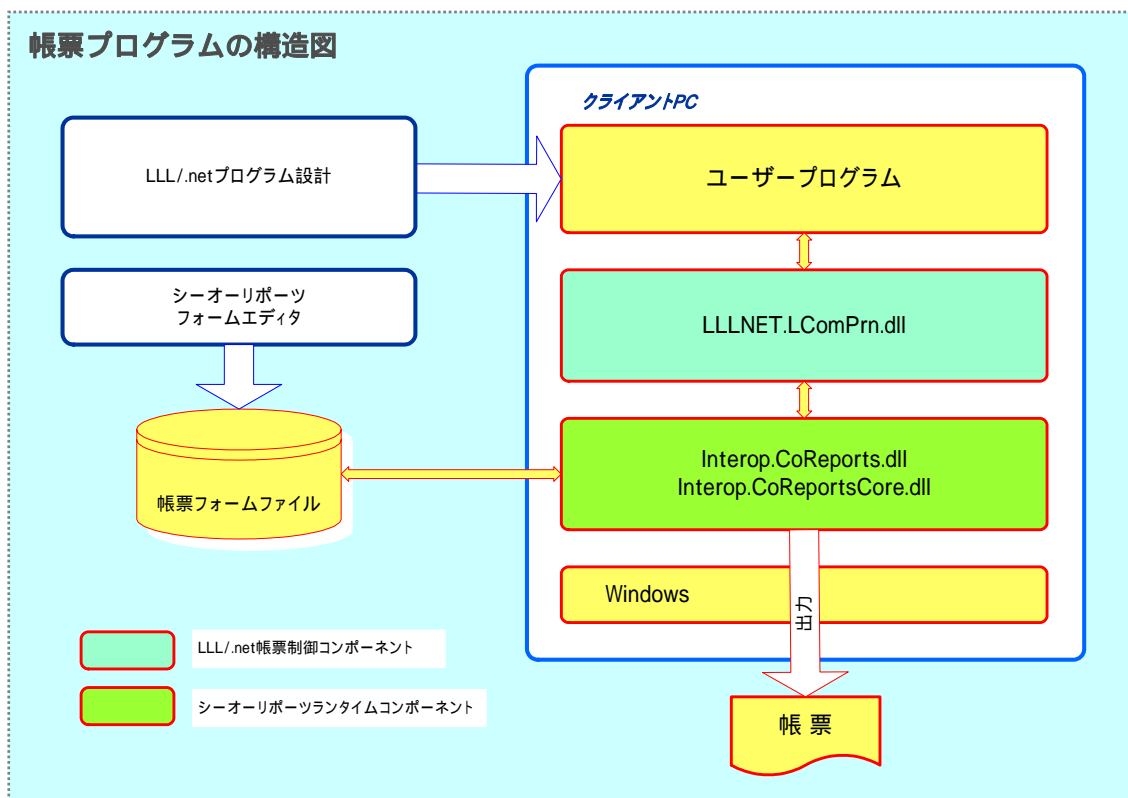 帳票プログラムの構造図
クライアントPC
LLL/.netプログラム設計
ユーザープログラム
シーオーリポーツ
フォームエディタ
LLLNET.LComPrn.dll
帳票フォームファイル
Interop.CoReports.dll
Interop.CoReportsCore.dll
Windows
出力
LLL/.net帳票制御コンポーネント
シーオーリポーツランタイムコンポーネント
帳 票